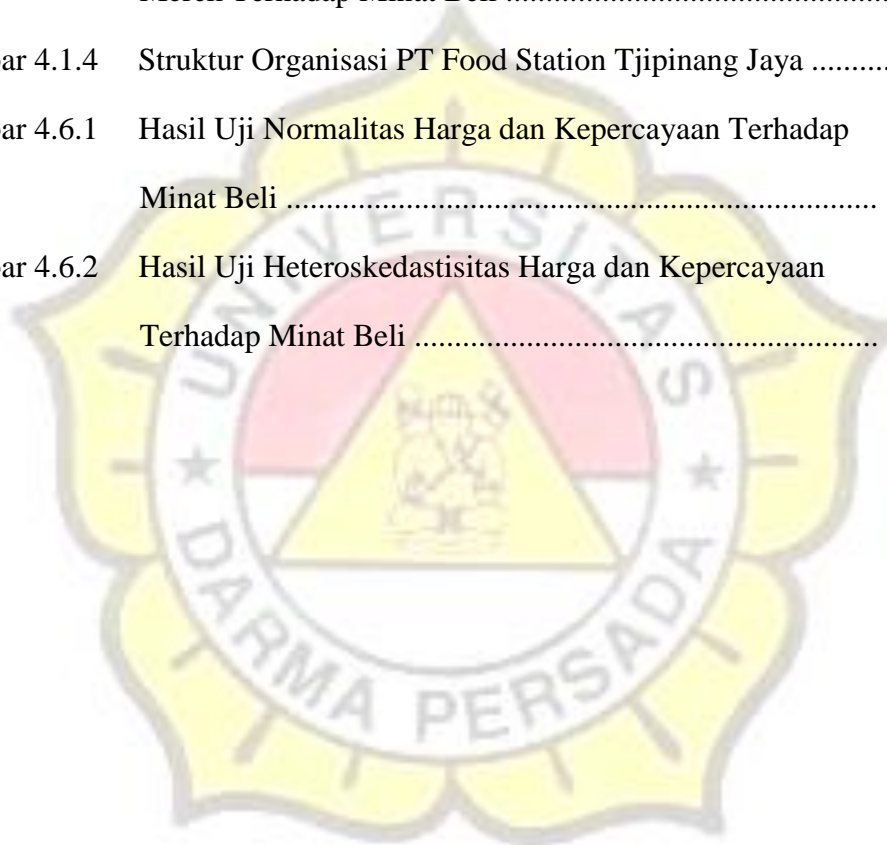 Merek Terhadap Minat Beli ................................................
ar 4.1.4 Struktur Organisasi PT Food Station Tjipinang Jaya ..........
ar 4.6.1 Hasil Uji Normalitas Harga dan Kepercayaan Terhadap
Minat Beli ..........................................................................
ar 4.6.2 Hasil Uji Heteroskedastisitas Harga dan Kepercayaan
Terhadap Minat Beli ..........................................................
UNIVERSITAS
DARMA PERSADA